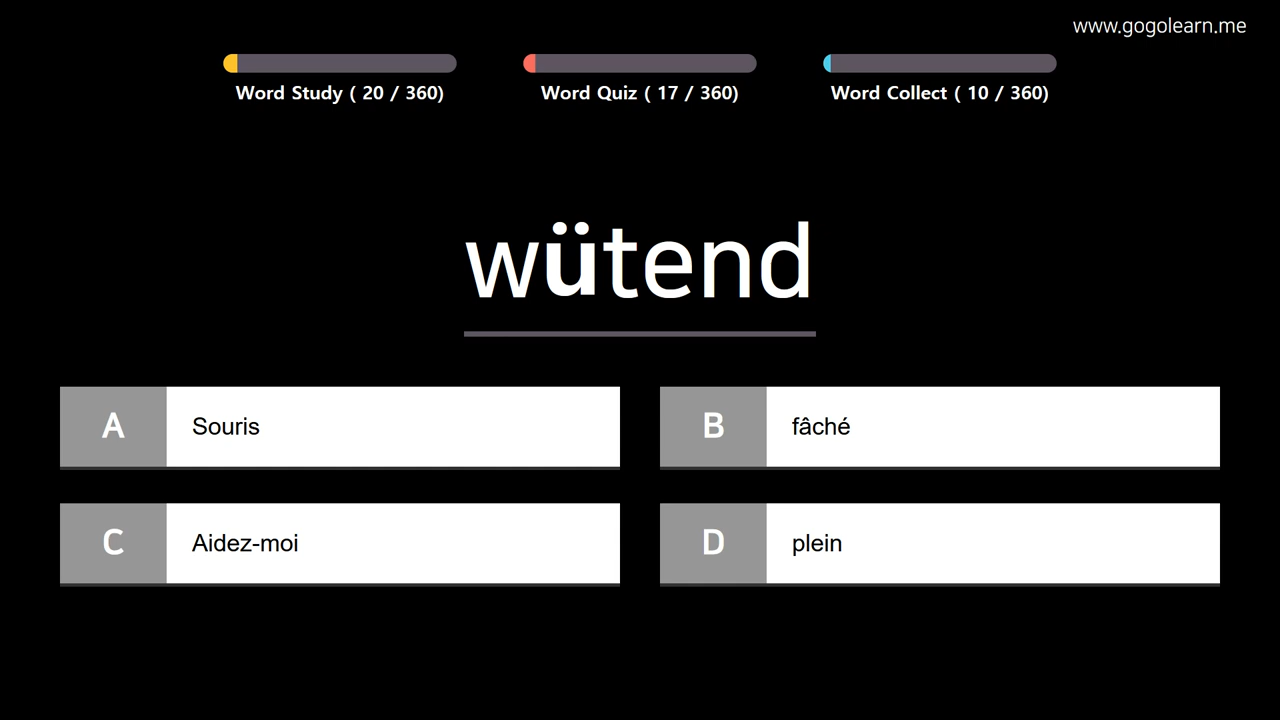 www.gogolearn.me
Word Study ( 20 / 360)
Word Quiz ( 17 / 360)
Word Collect ( 10 / 360)
wütend
A Souris
B fâché
C Aidez-moi
D plein